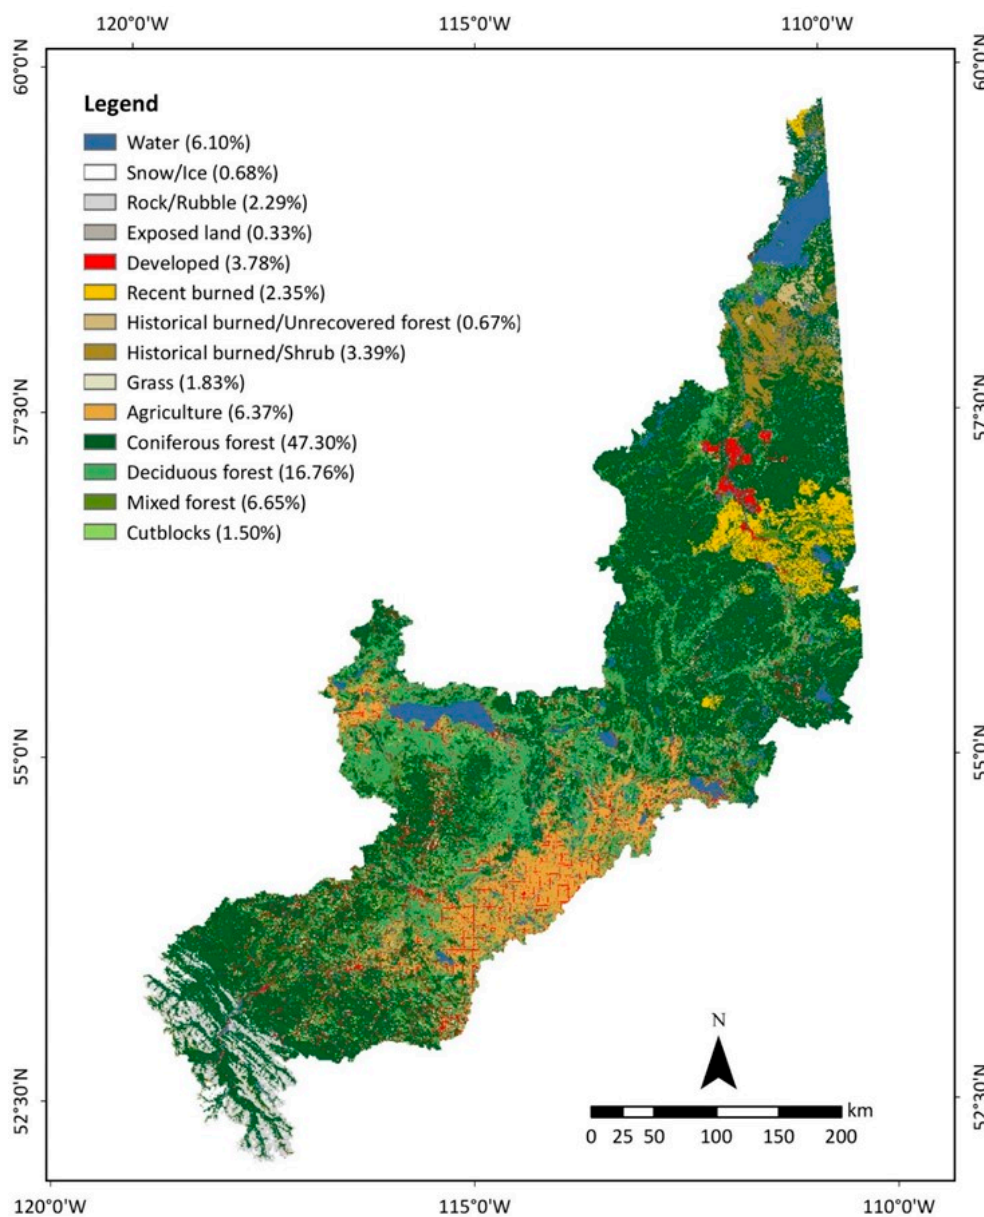 120°0'W 115°0'W 110°0'W
60°0'N
60°0'N
Legend
Water (6.10%)
Snow/Ice (0.68%)
Rock/Rubble (2.29%)
Exposed land (0.33%)
Developed (3.78%)
Recent burned (2.35%)
Historical burned/Unrecovered forest (0.67%)
Historical burned/Shrub (3.39%)
Grass (1.83%)
Agriculture (6.37%)
Coniferous forest (47.30%)
Deciduous forest (16.76%)
Mixed forest (6.65%)
Cutblocks (1.50%)
57°30'N
57°30'N
55°0'N
55°0'N
52°30'N
52°30'N
N
km
0 25 50 100 150 200
120°0'W 115°0'W 110°0'W